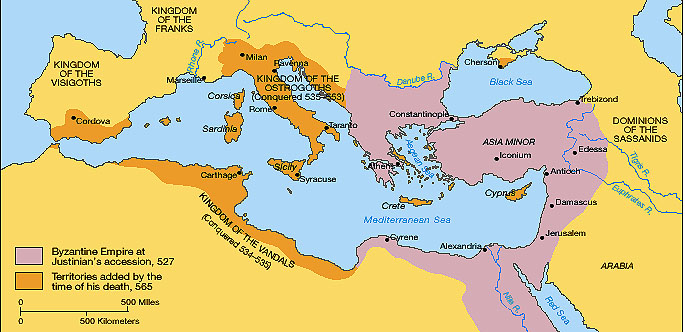 KINGDOM
OF THE
FRANKS
KINGDOM
OF THE
VISIGOTHS
Rhone R.
Milan
Ravenna
Marseille
KINGDOM OF THE
OSTROGOTHS
(Conquered 535–553)
Corsica
Rome
Sardinia
Taranto
Cordova
Cherson
Black Sea
Danube R.
Constantinople
Trebizond
DOMINIONS
OF THE
SASSANIDS
ASIA MINOR
Iconium
Edessa
Tigris R.
Euphrates R.
Aegean Sea
Athens
Antioch
Carthage
Sicily
Syracuse
Crete
Cyprus
Damascus
Mediterranean Sea
KINGDOM OF THE VANDALS
(Conquered 534–535)
Cyrene
Alexandria
Jerusalem
ARABIA
Nile R.
Red Sea
Byzantine Empire at
Justinian's accession, 527
Territories added by the
time of his death, 565
0 500 Miles
0 500 Kilometers